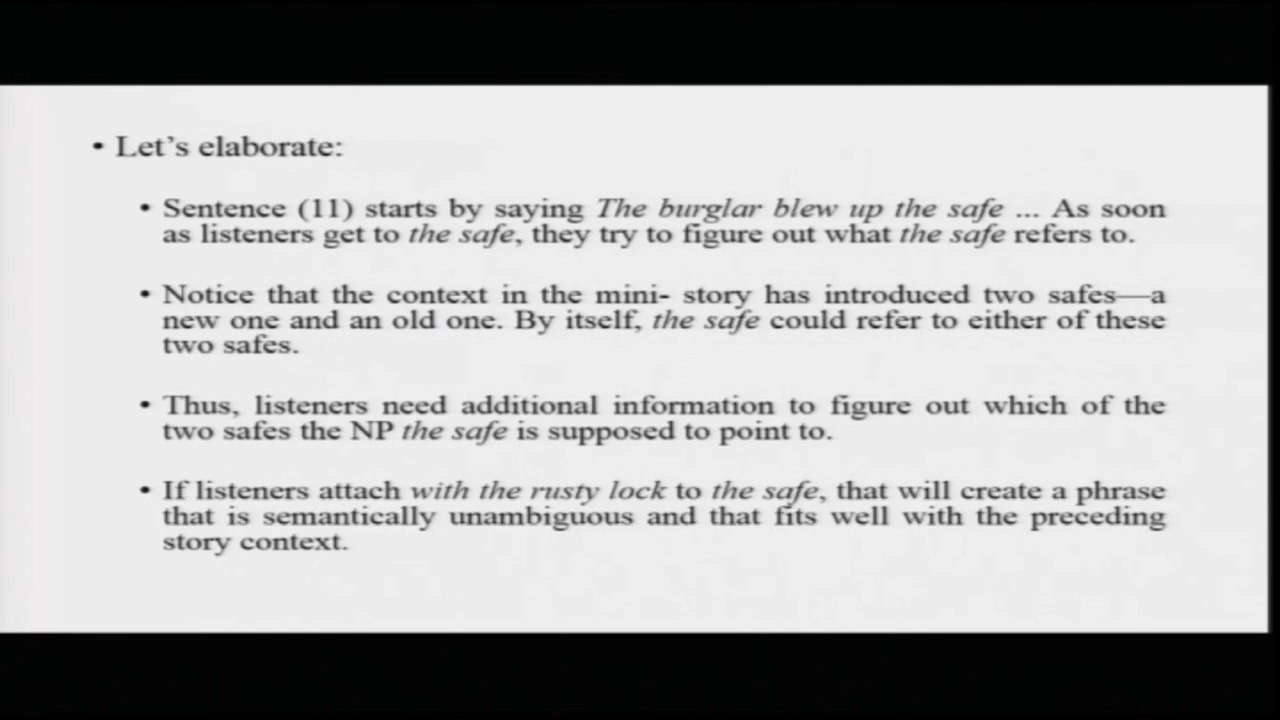 • Let's elaborate:
• Sentence (11) starts by saying The burglar blew up the safe ... As soon
as listeners get to the safe, they try to figure out what the safe refers to.
• Notice that the context in the mini- story has introduced two safes—a
new one and an old one. By itself, the safe could refer to either of these
two safes.
• Thus, listeners need additional information to figure out which of the
two safes the NP the safe is supposed to point to.
• If listeners attach with the rusty lock to the safe, that will create a phrase
that is semantically unambiguous and that fits well with the preceding
story context.